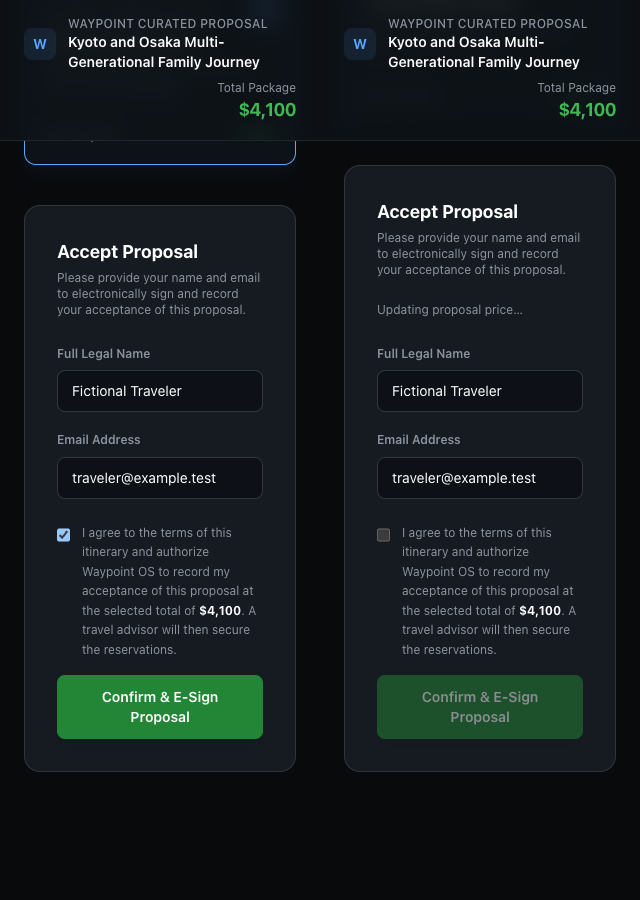 W
WAYPOINT CURATED PROPOSAL
Kyoto and Osaka Multi-
Generational Family Journey
Total Package
$4,100
Accept Proposal
Please provide your name and email
to electronically sign and record
your acceptance of this proposal.
Full Legal Name
Fictional Traveler
Email Address
traveler@example.test
I agree to the terms of this
itinerary and authorize
Waypoint OS to record my
acceptance of this proposal at
the selected total of $4,100. A
travel advisor will then secure
the reservations.
Confirm & E-Sign
Proposal
W
WAYPOINT CURATED PROPOSAL
Kyoto and Osaka Multi-
Generational Family Journey
Total Package
$4,100
Accept Proposal
Please provide your name and email
to electronically sign and record
your acceptance of this proposal.
Updating proposal price...
Full Legal Name
Fictional Traveler
Email Address
traveler@example.test
I agree to the terms of this
itinerary and authorize
Waypoint OS to record my
acceptance of this proposal at
the selected total of $4,100. A
travel advisor will then secure
the reservations.
Confirm & E-Sign
Proposal